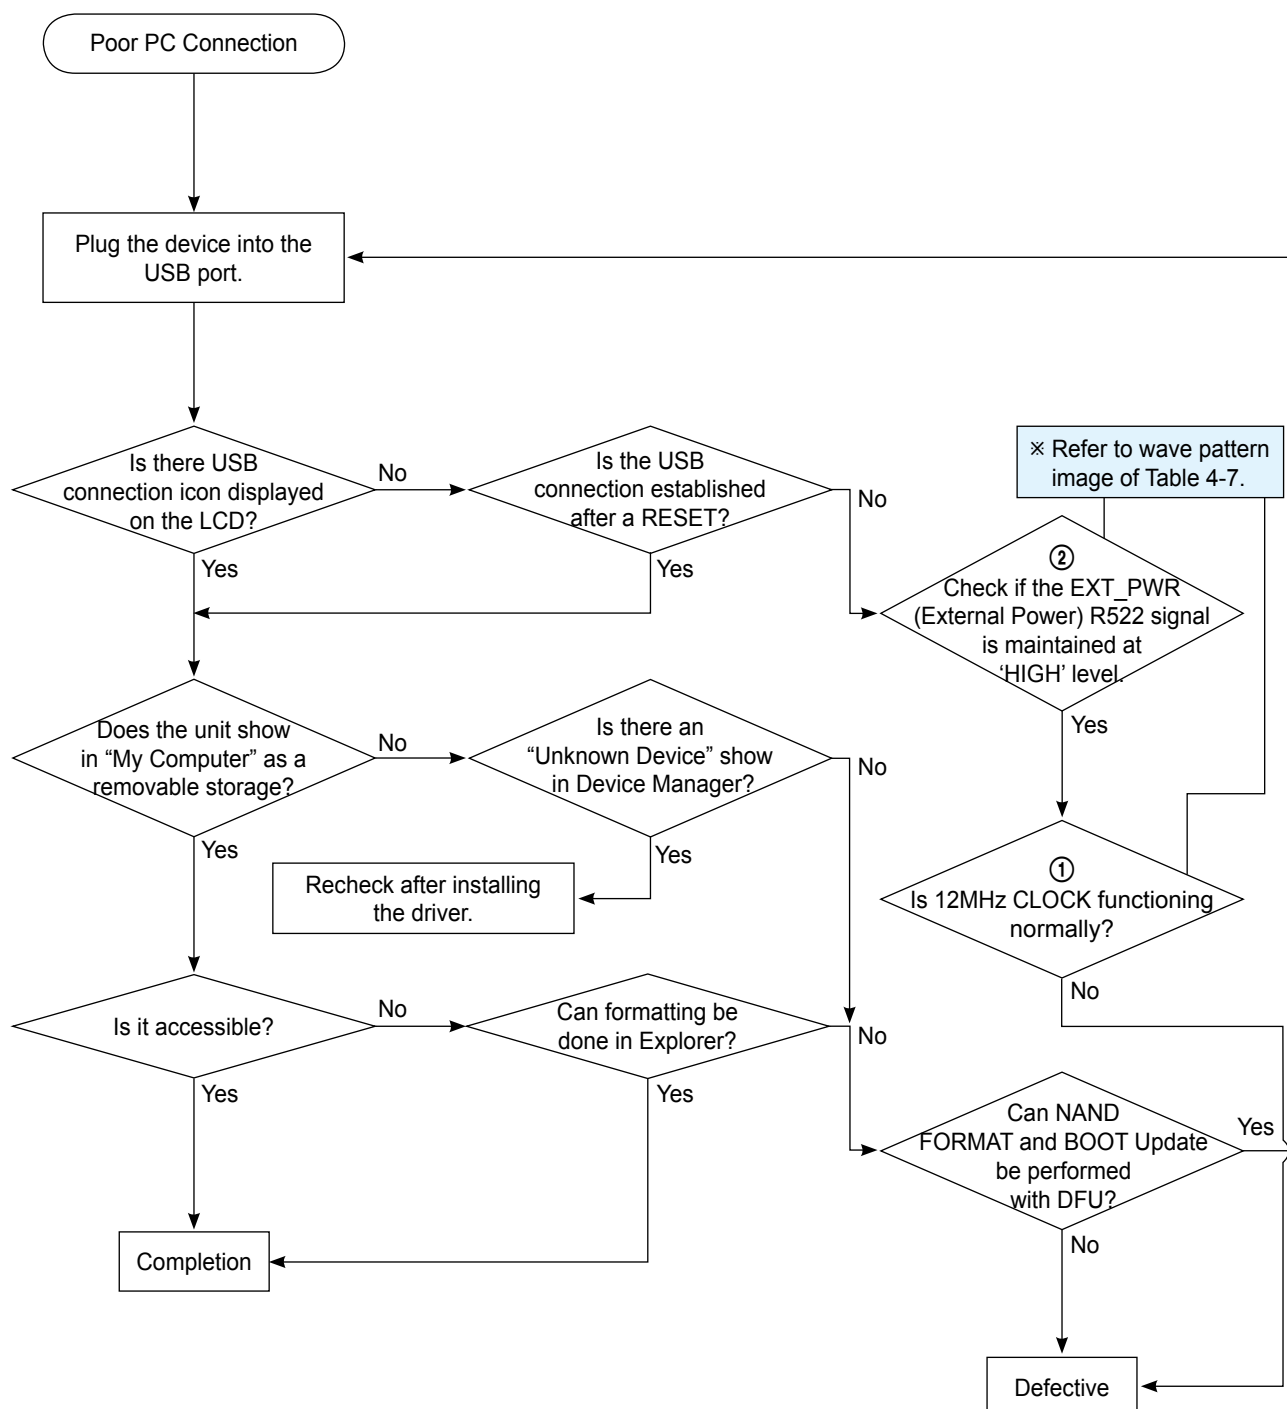 Poor PC Connection
Plug the device into the
USB port.
Is there USB
connection icon displayed
on the LCD?
No
Yes
Is the USB
connection established
after a RESET?
No
Yes
※ Refer to wave pattern
image of Table 4-7.
②
Check if the EXT_PWR
(External Power) R522 signal
is maintained at
‘HIGH’ level.
Yes
Does the unit show
in “My Computer” as a
removable storage?
No
Yes
Is there an
“Unknown Device” show
in Device Manager?
No
Yes
Recheck after installing
the driver.
①
Is 12MHz CLOCK functioning
normally?
No
Is it accessible?
No
Yes
Can formatting be
done in Explorer?
No
Yes
Can NAND
FORMAT and BOOT Update
be performed
with DFU?
Yes
No
Completion
Defective